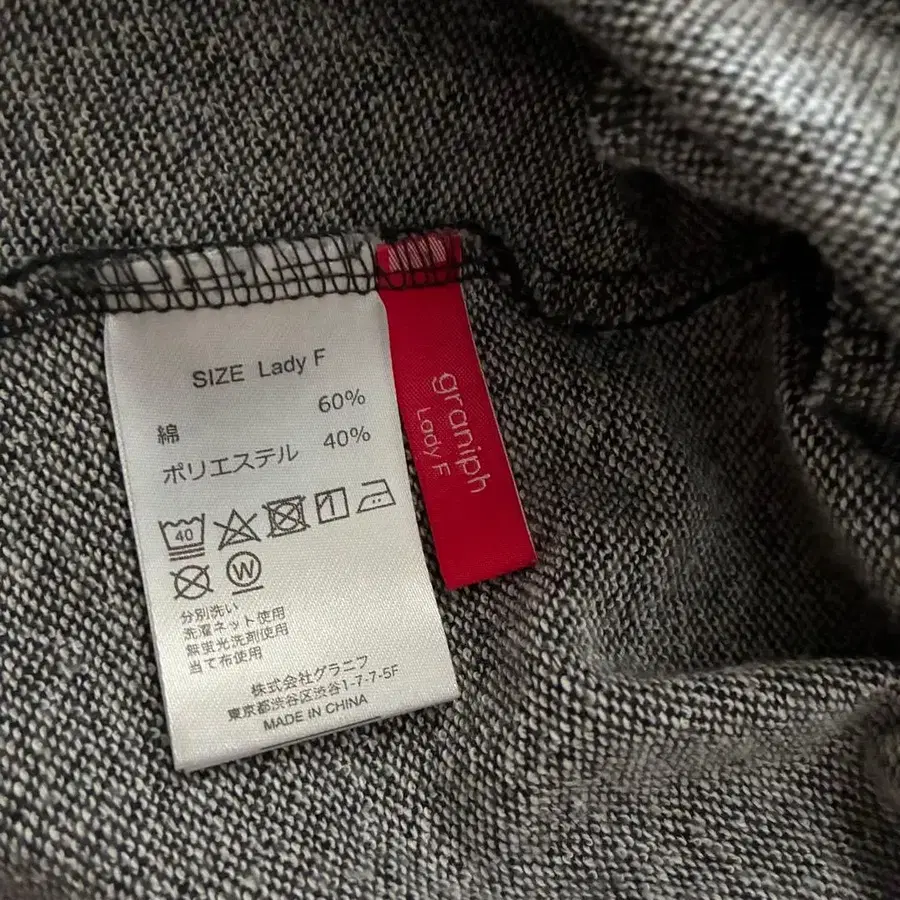 SIZE Lady F
綿 60%
ポリエステル 40%
40
W
分別洗い
洗濯ネット使用
無蛍光洗剤使用
当て布使用
株式会社グラニフ
東京都渋谷区渋谷1-7-7-5F
MADE IN CHINA
graniph
Lady F